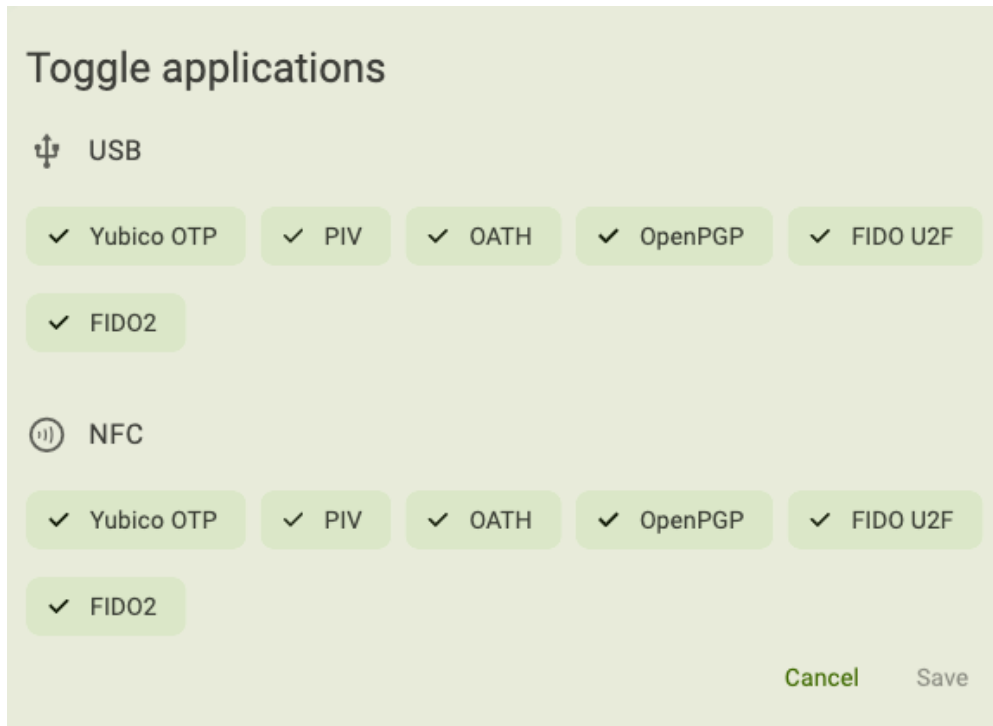 Toggle applications
USB
Yubico OTP PIV OATH OpenPGP FIDO U2F
FIDO2
NFC
Yubico OTP PIV OATH OpenPGP FIDO U2F
FIDO2
Cancel Save